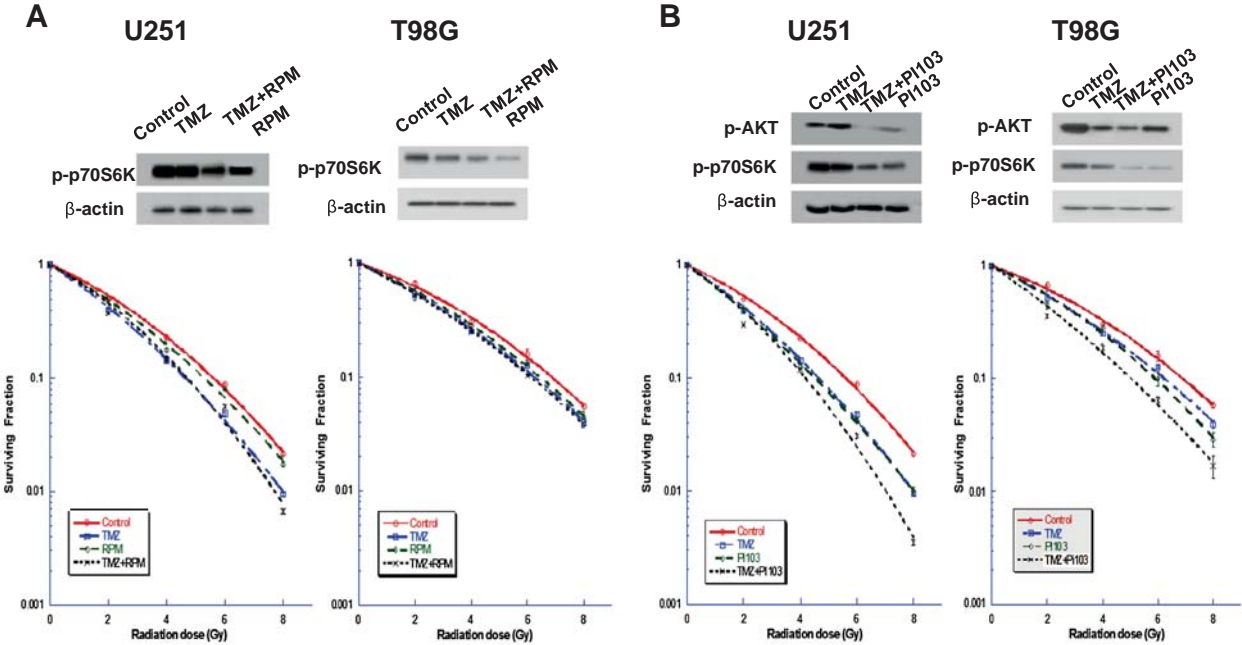 A
U251
T98G
Control
TMZ
TMZ+RPM
RPM
p-p70S6K
β-actin
Control
TMZ
TMZ+RPM
RPM
p-p70S6K
β-actin
1
0.1
0.01
0.001
Surviving Fraction
0 2 4 6 8
Radiation dose (Gy)
Control
TMZ
RPM
TMZ+RPM
1
0.1
0.01
0.001
Surviving Fraction
0 2 4 6 8
Radiation dose (Gy)
Control
TMZ
RPM
TMZ+RPM
B
U251
T98G
Control
TMZ
TMZ+PI103
PI103
p-AKT
p-p70S6K
β-actin
Control
TMZ
TMZ+PI103
PI103
p-AKT
p-p70S6K
β-actin
1
0.1
0.01
0.001
Surviving Fraction
0 2 4 6 8
Radiation dose (Gy)
Control
TMZ
PI103
TMZ+PI103
1
0.1
0.01
0.001
Surviving Fraction
0 2 4 6 8
Radiation dose (Gy)
Control
TMZ
PI103
TMZ+PI103